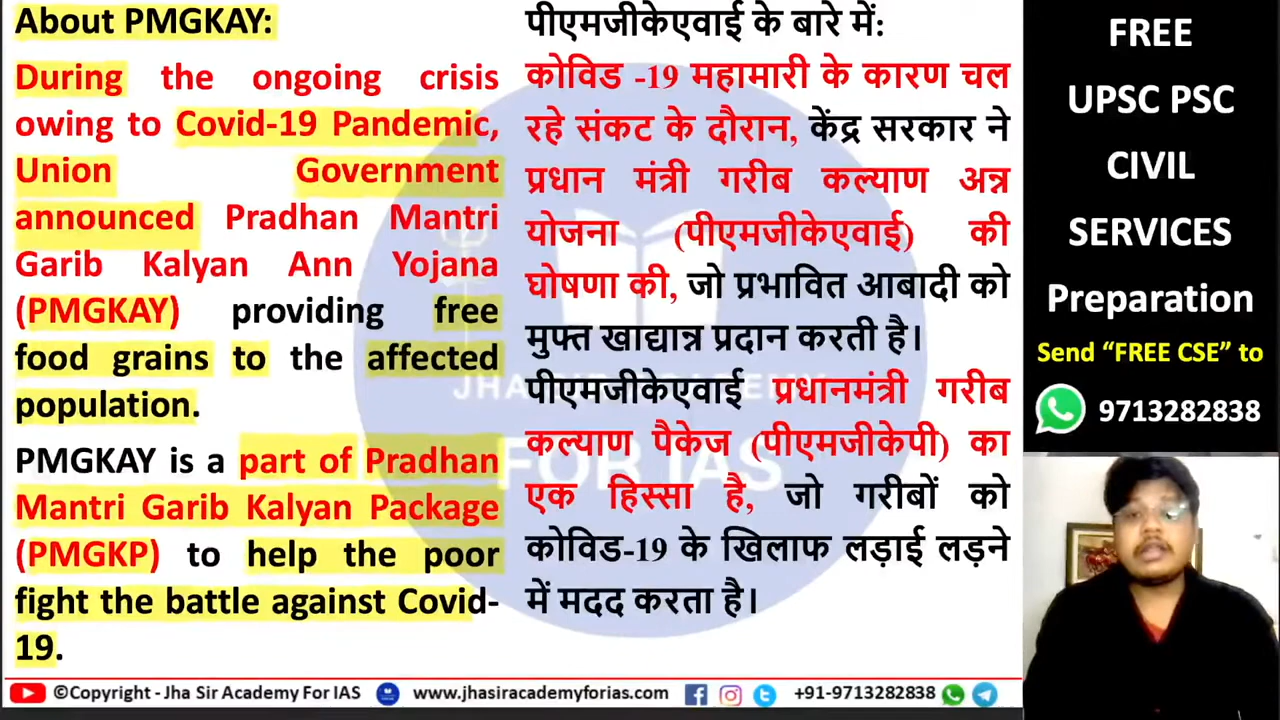 About PMGKAY:
During the ongoing crisis
owing to Covid-19 Pandemic,
Union Government
announced Pradhan Mantri
Garib Kalyan Ann Yojana
(PMGKAY) providing free
food grains to the affected
population.
PMGKAY is a part of Pradhan
Mantri Garib Kalyan Package
(PMGKP) to help the poor
fight the battle against Covid-
19.
पीएमजीकेएवाई के बारे में:
कोविड -19 महामारी के कारण चल
रहे संकट के दौरान, केंद्र सरकार ने
प्रधान मंत्री गरीब कल्याण अन्न
योजना (पीएमजीकेएवाई) की
घोषणा की, जो प्रभावित आबादी को
मुफ्त खाद्यान्न प्रदान करती है।
पीएमजीकेएवाई प्रधानमंत्री गरीब
कल्याण पैकेज (पीएमजीकेपी) का
एक हिस्सा है, जो गरीबों को
कोविड-19 के खिलाफ लड़ाई लड़ने
में मदद करता है।
JHA SIR ACADEMY
FOR IAS
FREE
UPSC PSC
CIVIL
SERVICES
Preparation
Send “FREE CSE” to
9713282838
©Copyright - Jha Sir Academy For IAS
www.jhasiracademyforias.com
+91-9713282838